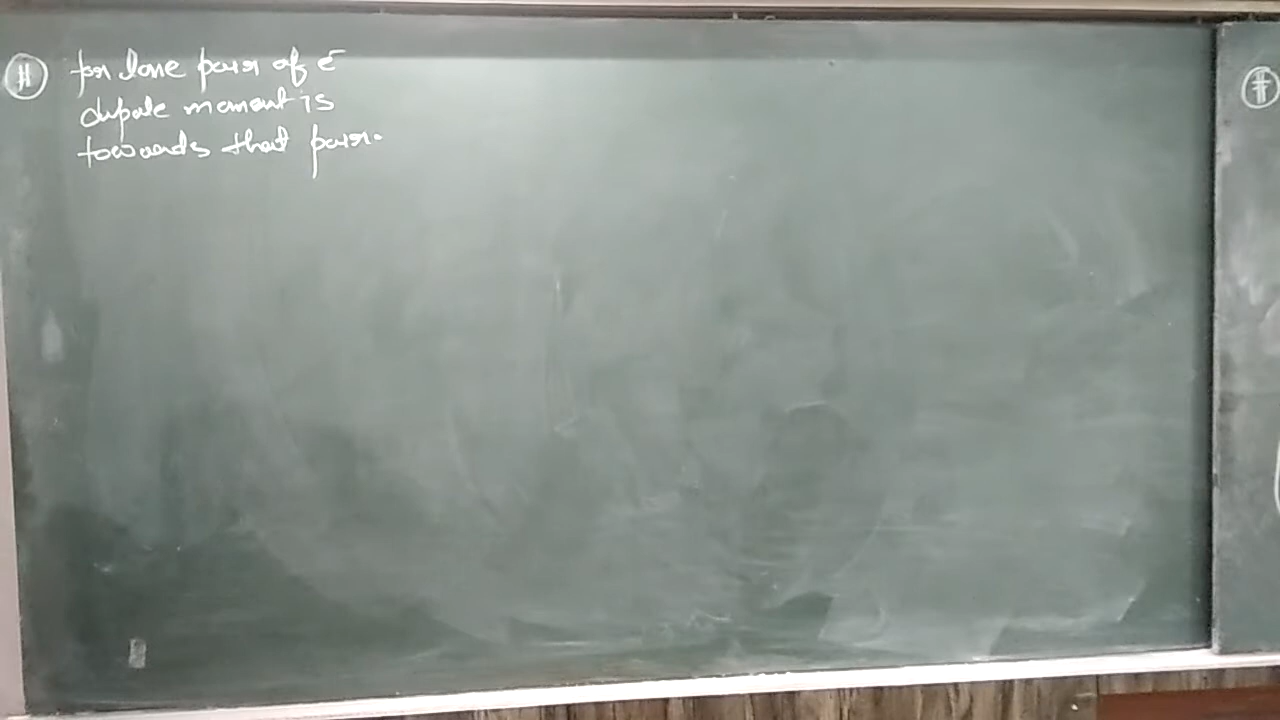 # for lone pair of ē
dipole moment is
towards that pair.
#